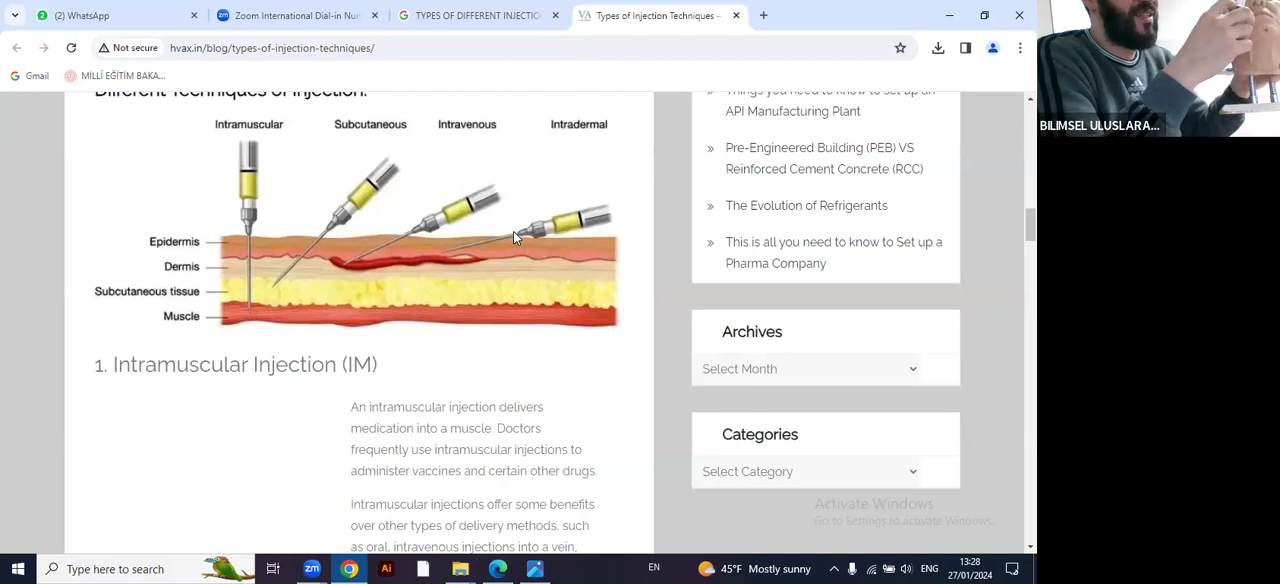 (2) WhatsApp
Zoom International Dial-in Nu
TYPES OF DIFFERENT INJECTIO
Types of Injection Techniques –
Not secure
hvax.in/blog/types-of-injection-techniques/
Gmail
MİLLÎ EĞİTİM BAKA...
Different Techniques of Injection:
Intramuscular
Subcutaneous
Intravenous
Intradermal
Epidermis
Dermis
Subcutaneous tissue
Muscle
1. Intramuscular Injection (IM)
An intramuscular injection delivers
medication into a muscle. Doctors
frequently use intramuscular injections to
administer vaccines and certain other drugs.
Intramuscular injections offer some benefits
over other types of delivery methods, such
as oral, intravenous injections into a vein,
Things you need to know to set up an
API Manufacturing Plant
Pre-Engineered Building (PEB) VS
Reinforced Cement Concrete (RCC)
The Evolution of Refrigerants
This is all you need to know to Set up a
Pharma Company
Archives
Select Month
Categories
Select Category
Activate Windows
Go to Settings to activate Windows.
BILIMSEL ULUSLARA...
adidas
Type here to search
zm
Ai
EN
45°F Mostly sunny
ENG
13:28
27/01/2024